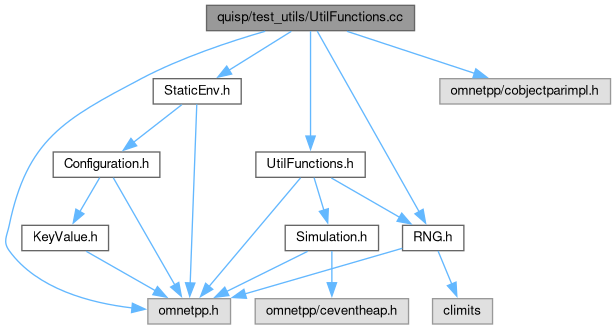 quisp/test_utils/UtilFunctions.cc
StaticEnv.h
omnetpp/cobjectparimpl.h
Configuration.h
UtilFunctions.h
KeyValue.h
Simulation.h
RNG.h
omnetpp.h
omnetpp/ceventheap.h
climits